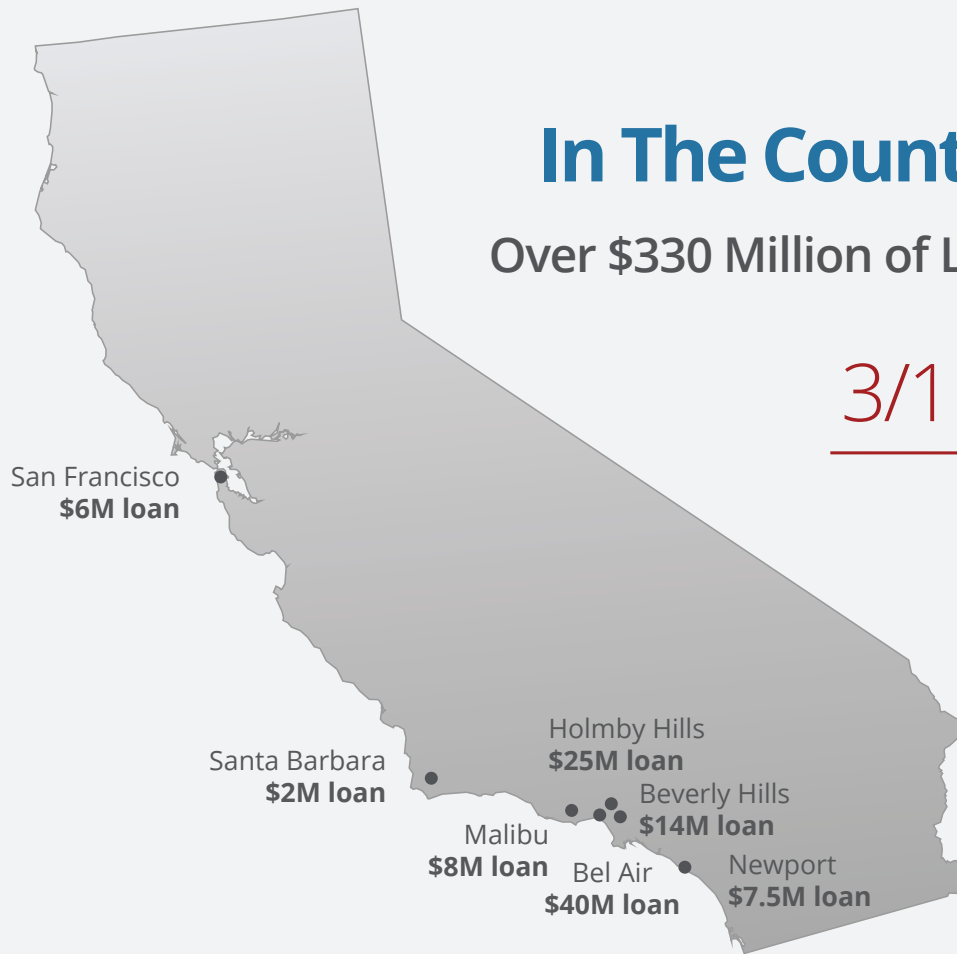 In The Count
Over $330 Million of L
3/1
San Francisco
$6M loan
Holmby Hills
$25M loan
Santa Barbara
$2M loan
Beverly Hills
$14M loan
Malibu
$8M loan
Bel Air
$40M loan
Newport
$7.5M loan